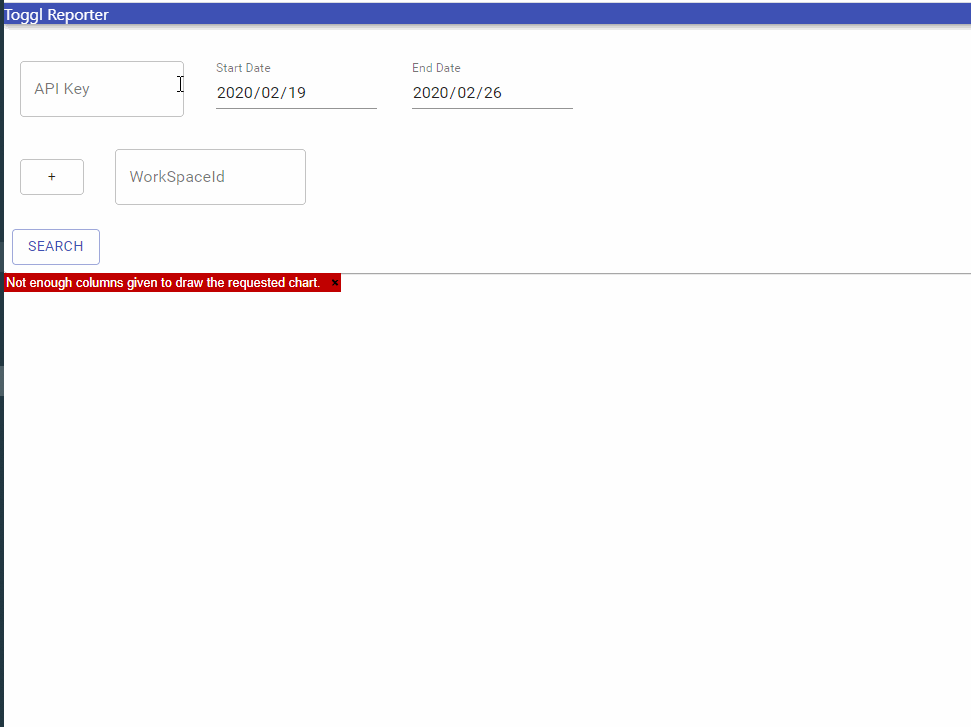 Toggl Reporter
API Key
Start Date
2020/02/19
End Date
2020/02/26
+
WorkSpaceId
SEARCH
Not enough columns given to draw the requested chart. ×